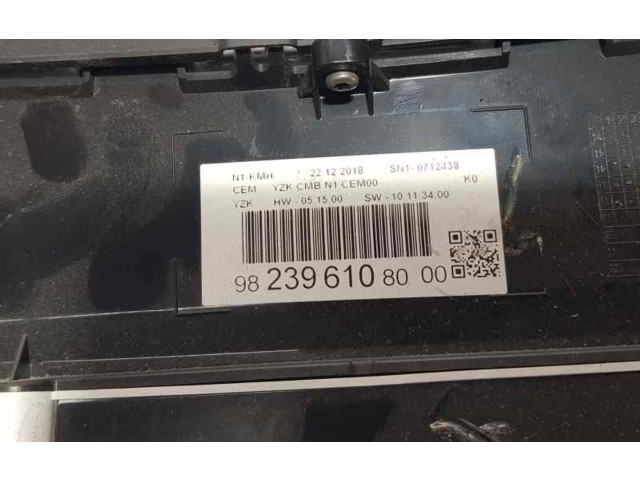 N1-KMH 22.12.2018 SN1-0712438
CEM YZK CMB N1 CEM00 K0
YZK HW - 05.15.00 SW - 10.11.34.00
98 239 610 80 00